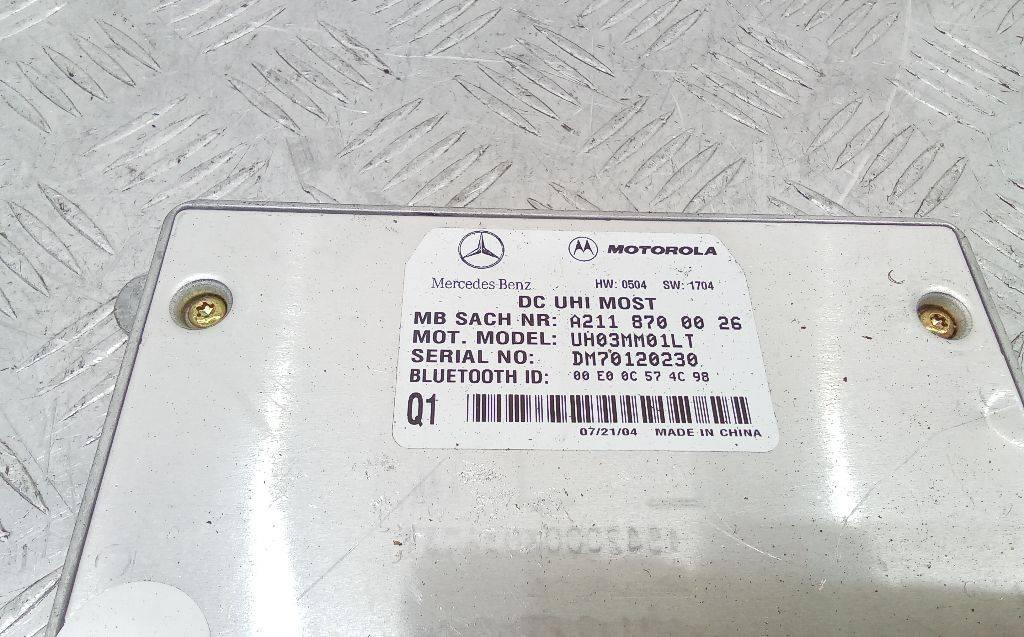 MOTOROLA
Mercedes-Benz HW: 0504 SW: 1704
DC UHI MOST
MB SACH NR: A211 870 00 26
MOT. MODEL: UH03MM01LT
SERIAL NO: DM70120230
BLUETOOTH ID: 00 E0 0C 57 4C 98
Q1
07/21/04 MADE IN CHINA